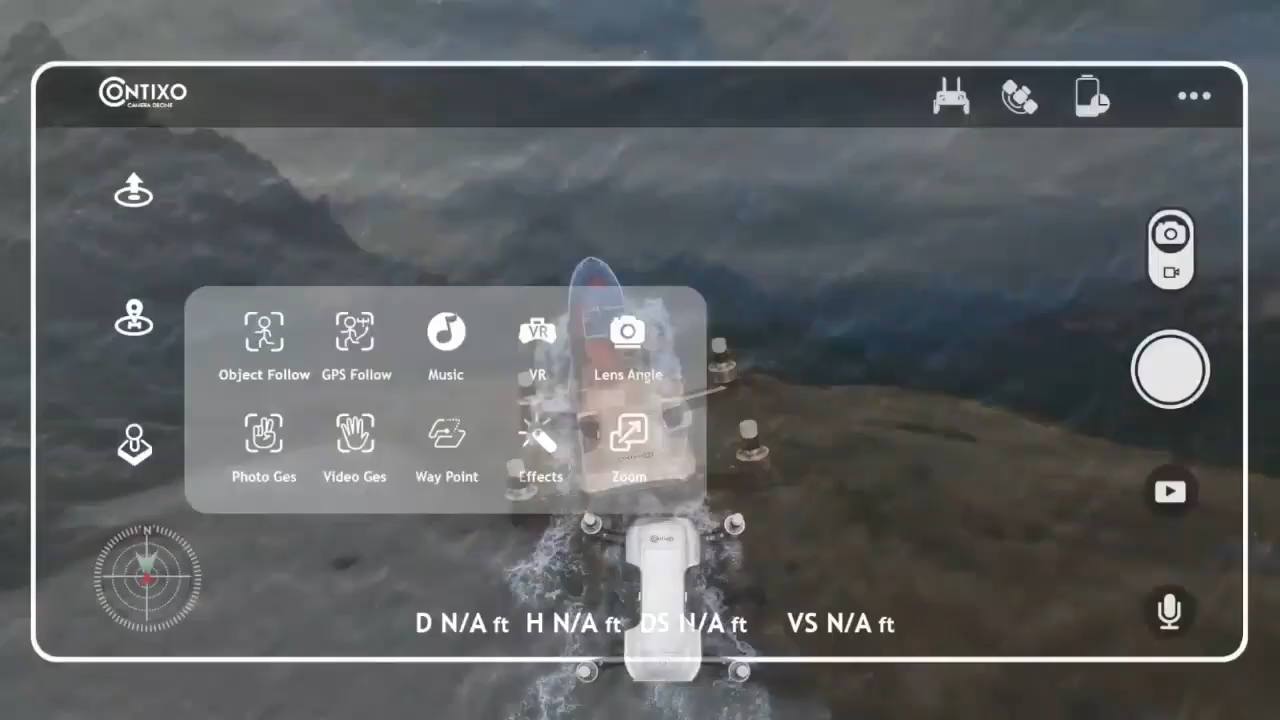 CONTIXO
CAMERA DRONE
Object Follow GPS Follow Music VR VR Lens Angle
Photo Ges Video Ges Way Point Effects Zoom
N
D N/A ft H N/A ft DS N/A ft VS N/A ft